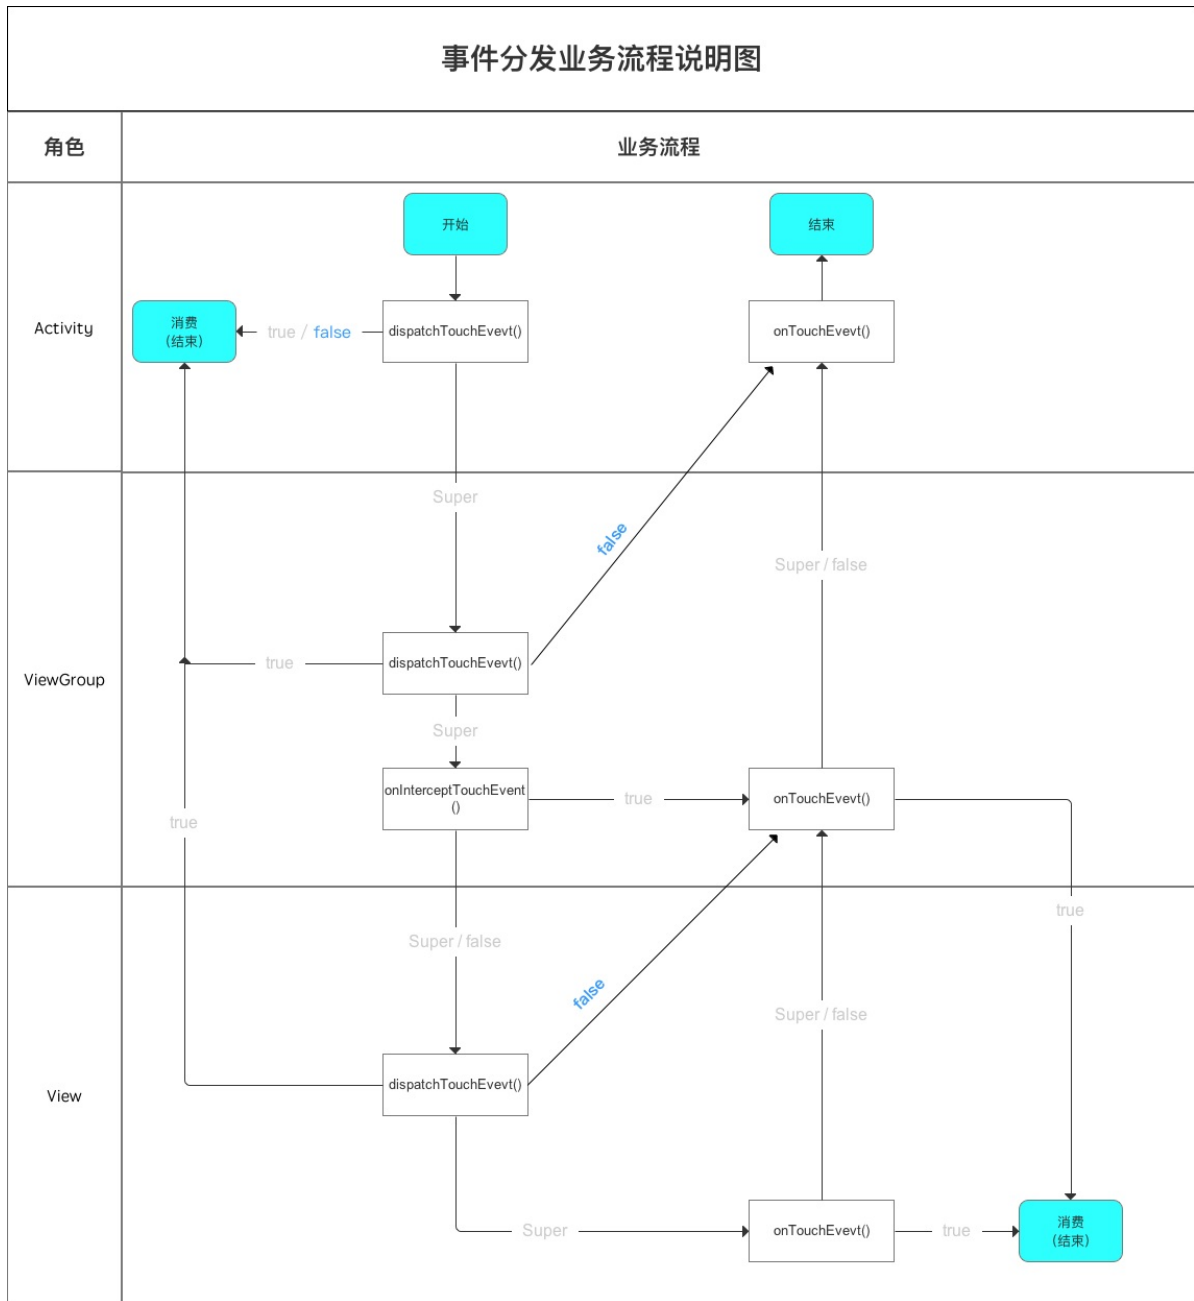 事件分发业务流程说明图
角色
业务流程
开始
结束
Activity
消费
(结束)
true / false
dispatchTouchEvevt()
onTouchEvevt()
Super
false
Super / false
ViewGroup
true
dispatchTouchEvevt()
Super
onInterceptTouchEvent
()
true
onTouchEvevt()
true
true
Super / false
false
Super / false
View
dispatchTouchEvevt()
Super
onTouchEvevt()
true
消费
(结束)